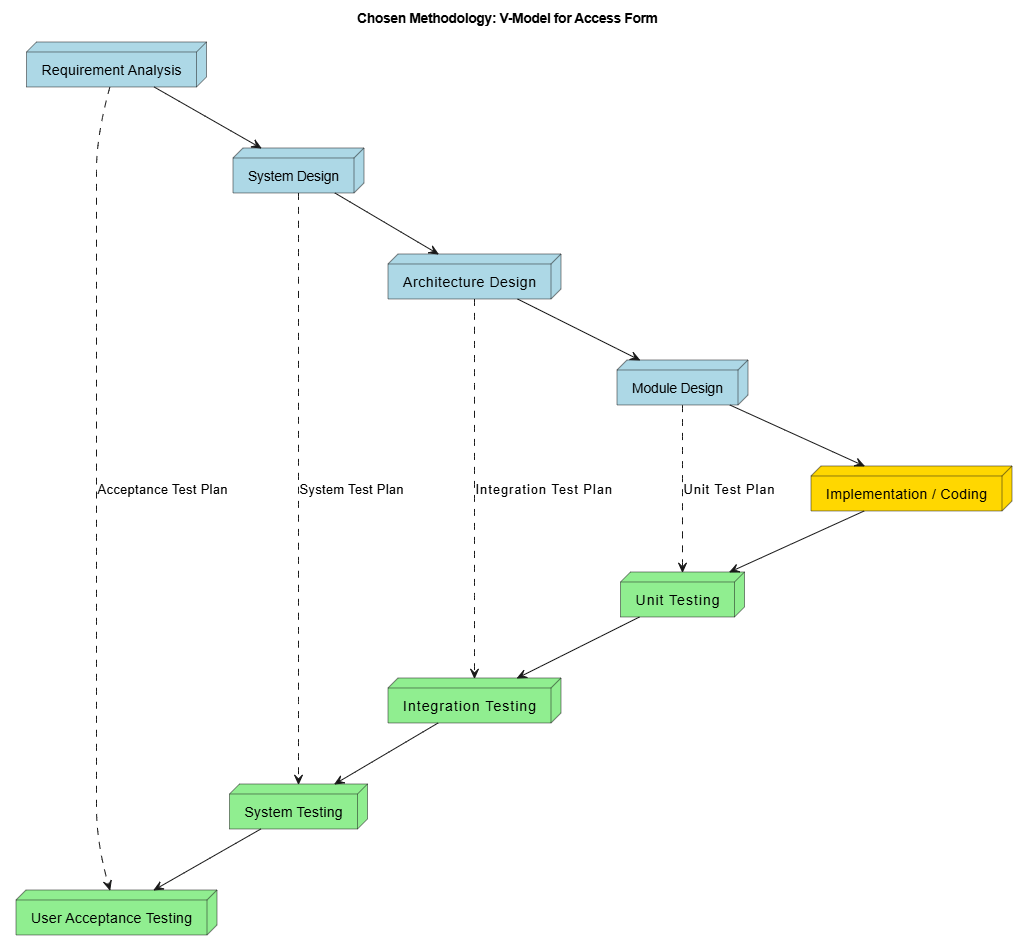 Chosen Methodology: V-Model for Access Form
Requirement Analysis
System Design
Architecture Design
Module Design
Acceptance Test Plan
System Test Plan
Integration Test Plan
Unit Test Plan
Implementation / Coding
Unit Testing
Integration Testing
System Testing
User Acceptance Testing